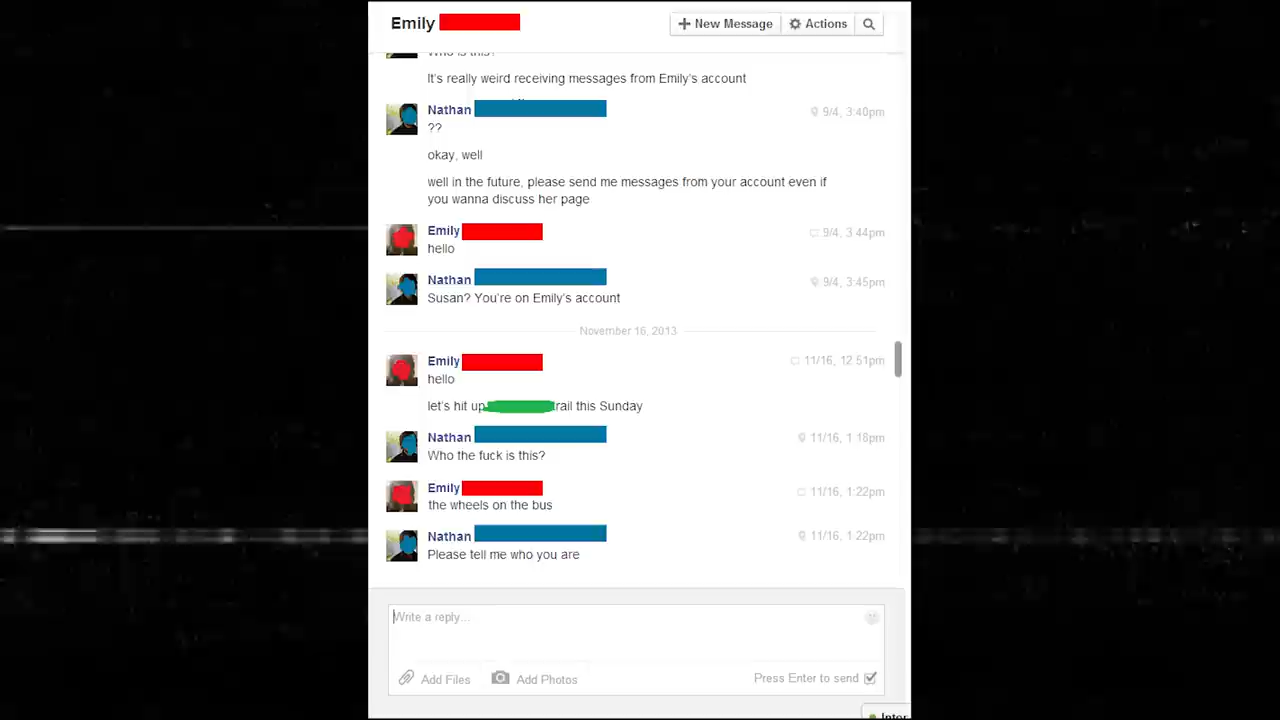 Emily
New Message
Actions
Who is this?
It's really weird receiving messages from Emily's account
Nathan
9/4, 3:40pm
??
okay, well
well in the future, please send me messages from your account even if
you wanna discuss her page
Emily
9/4, 3:44pm
hello
Nathan
9/4, 3:45pm
Susan? You're on Emily's account
November 16, 2013
Emily
11/16, 12:51pm
hello
let's hit up trail this Sunday
Nathan
11/16, 1:18pm
Who the fuck is this?
Emily
11/16, 1:22pm
the wheels on the bus
Nathan
11/16, 1:22pm
Please tell me who you are
Write a reply...
Add Files
Add Photos
Press Enter to send